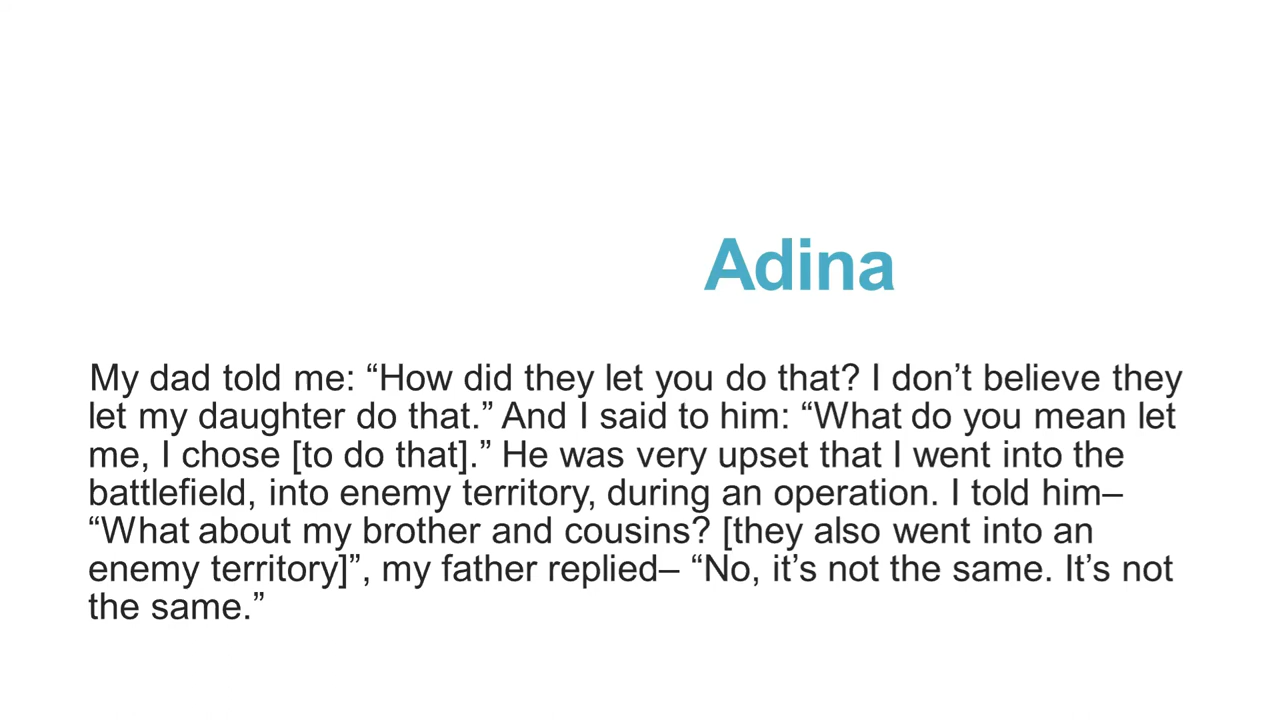 Adina
My dad told me: “How did they let you do that? I don’t believe they
let my daughter do that.” And I said to him: “What do you mean let
me, I chose [to do that].” He was very upset that I went into the
battlefield, into enemy territory, during an operation. I told him–
“What about my brother and cousins? [they also went into an
enemy territory]”, my father replied– “No, it’s not the same. It’s not
the same.”